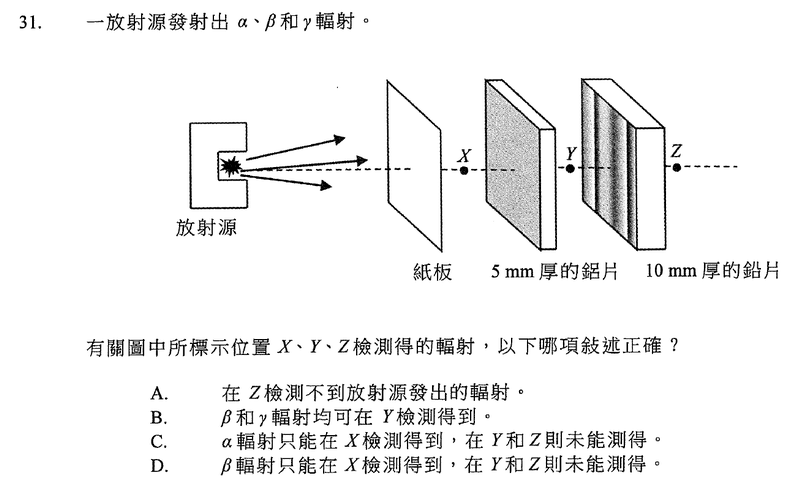 31. 一放射源發射出 α、β 和 γ 輻射。
X Y Z
放射源
紙板 5 mm 厚的鋁片 10 mm 厚的鉛片
有關圖中所標示位置 X、Y、Z 檢測得的輻射,以下哪項敍述正確?
A. 在 Z 檢測不到放射源發出的輻射。
B. β 和 γ 輻射均可在 Y 檢測得到。
C. α 輻射只能在 X 檢測得到,在 Y 和 Z 則未能測得。
D. β 輻射只能在 X 檢測得到,在 Y 和 Z 則未能測得。